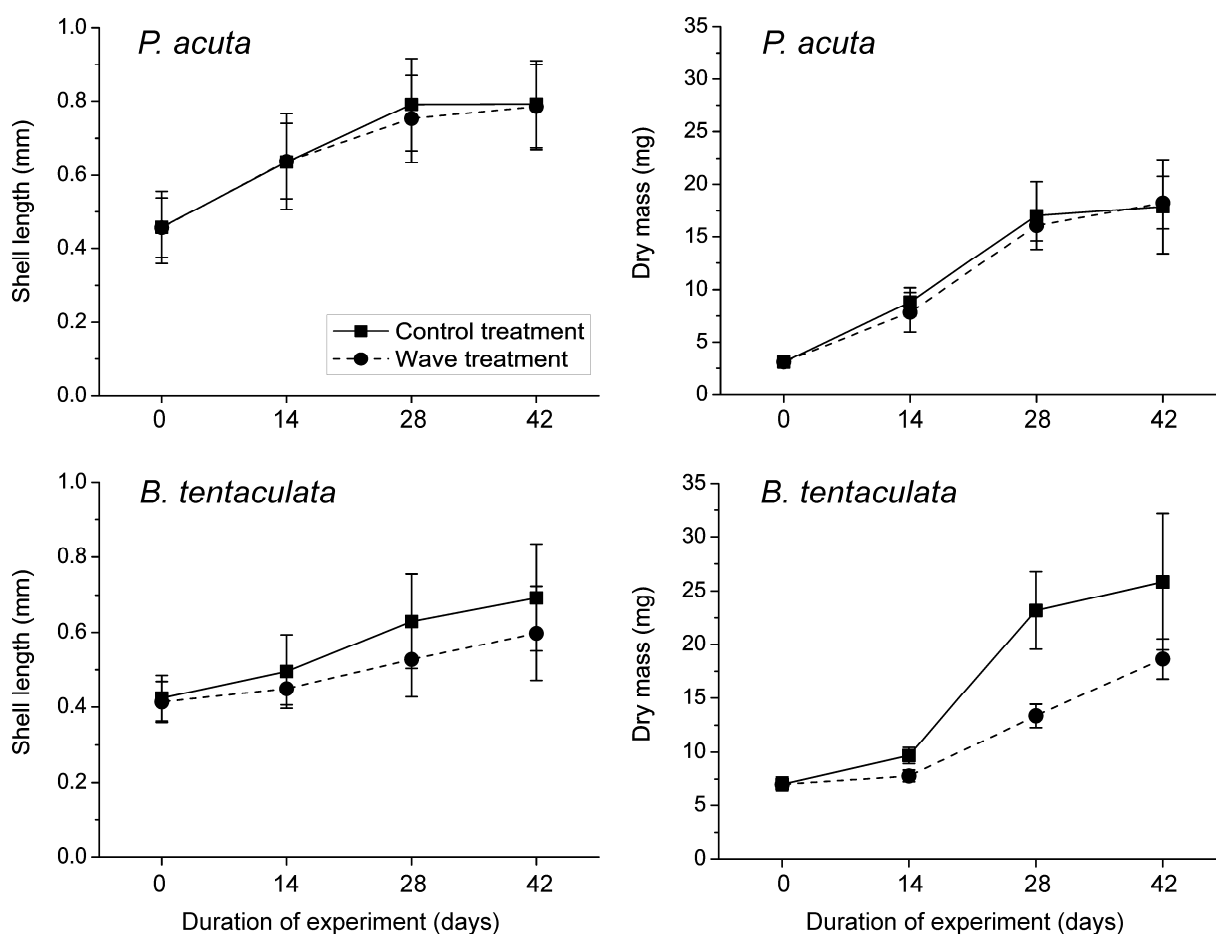 P. acuta
Shell length (mm)
1.0
0.8
0.6
0.4
0.2
0.0
0 14 28 42
Control treatment
Wave treatment
P. acuta
Dry mass (mg)
35
30
25
20
15
10
5
0
0 14 28 42
B. tentaculata
Shell length (mm)
1.0
0.8
0.6
0.4
0.2
0.0
0 14 28 42
Duration of experiment (days)
B. tentaculata
Dry mass (mg)
35
30
25
20
15
10
5
0
0 14 28 42
Duration of experiment (days)